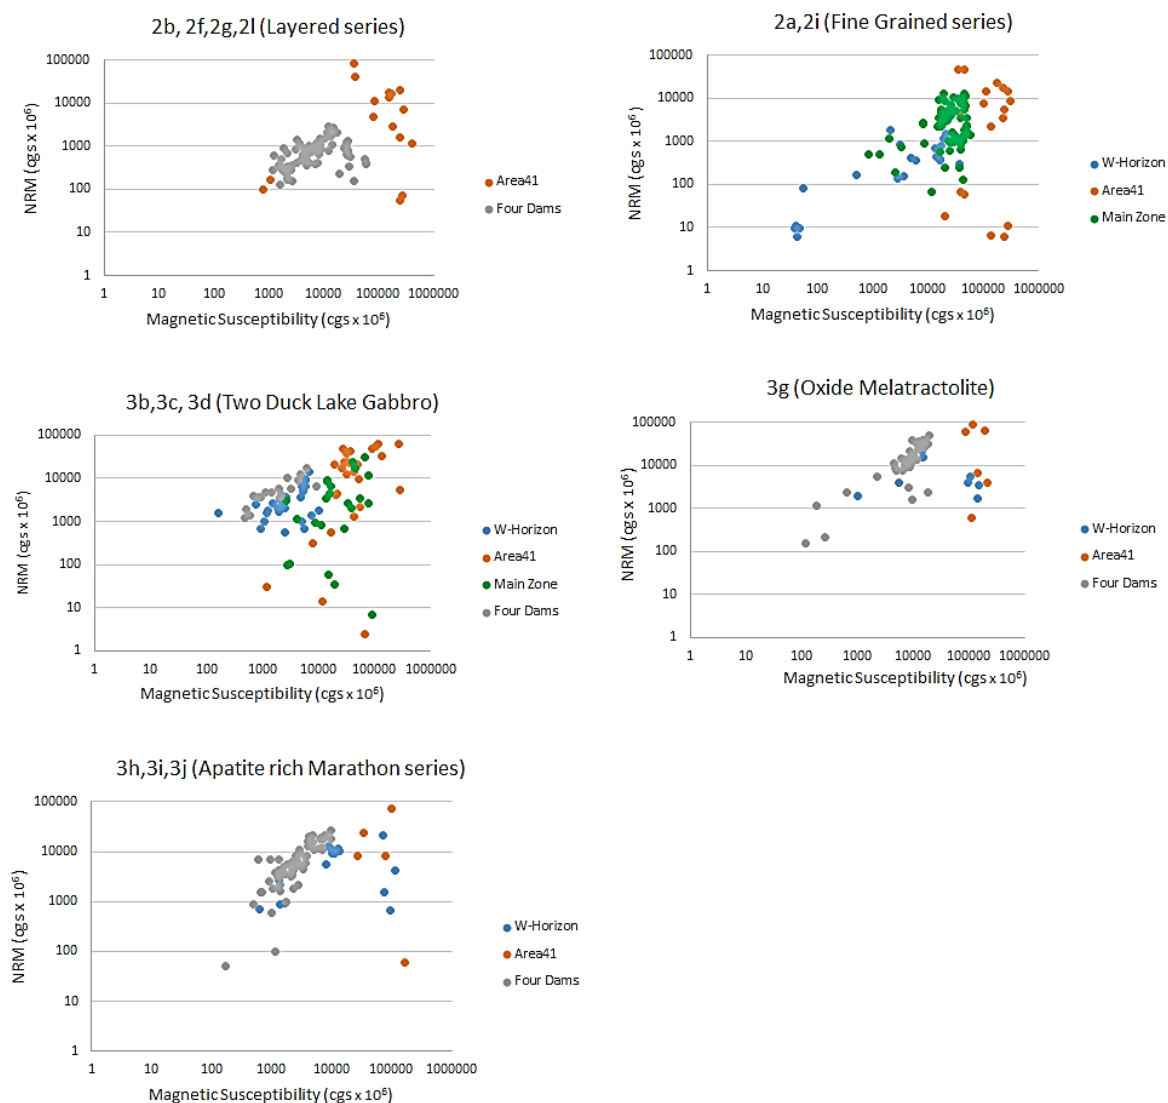 2b, 2f,2g,2l (Layered series)
100000
10000
1000
100
10
1
NRM (cgs x 10⁶)
1 10 100 1000 10000 100000 1000000
Magnetic Susceptibility (cgs x 10⁶)
Area41
Four Dams
2a,2i (Fine Grained series)
100000
10000
1000
100
10
1
NRM (cgs x 10⁶)
1 10 100 1000 10000 100000 1000000
Magnetic Susceptibility (cgs x 10⁶)
W-Horizon
Area41
Main Zone
3b,3c, 3d (Two Duck Lake Gabbro)
100000
10000
1000
100
10
1
NRM (cgs x 10⁶)
1 10 100 1000 10000 100000 1000000
Magnetic Susceptibility (cgs x 10⁶)
W-Horizon
Area41
Main Zone
Four Dams
3g (Oxide Melatractolite)
100000
10000
1000
100
10
1
NRM (cgs x 10⁶)
1 10 100 1000 10000 100000 1000000
Magnetic Susceptibility (cgs x 10⁶)
W-Horizon
Area41
Four Dams
3h,3i,3j (Apatite rich Marathon series)
100000
10000
1000
100
10
1
NRM (cgs x 10⁶)
1 10 100 1000 10000 100000 1000000
Magnetic Susceptibility (cgs x 10⁶)
W-Horizon
Area41
Four Dams